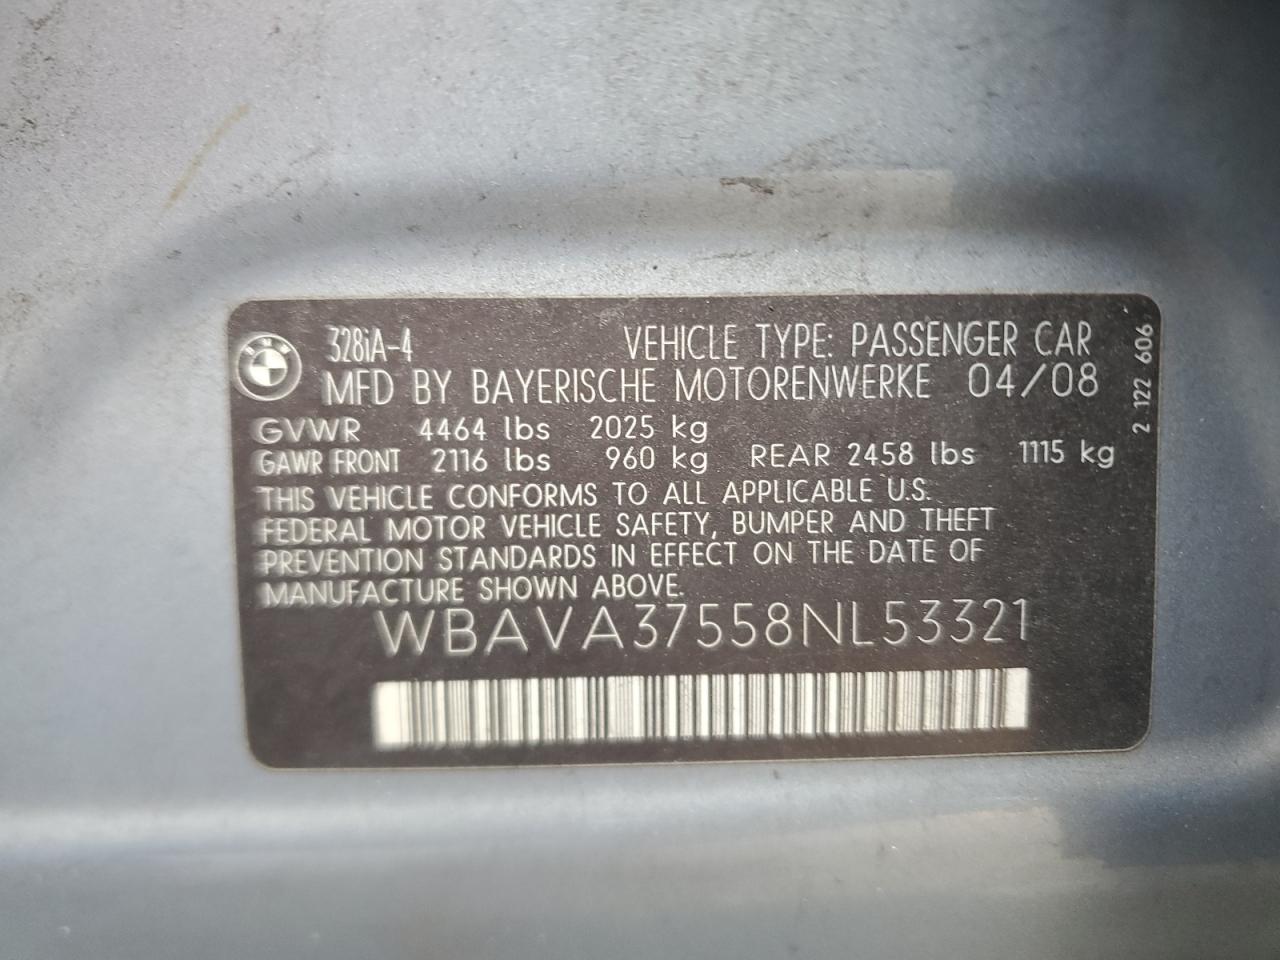 328iA-4 VEHICLE TYPE: PASSENGER CAR
MFD BY BAYERISCHE MOTORENWERKE 04/08
GVWR 4464 lbs 2025 kg
GAWR FRONT 2116 lbs 960 kg REAR 2458 lbs 1115 kg
THIS VEHICLE CONFORMS TO ALL APPLICABLE U.S.
FEDERAL MOTOR VEHICLE SAFETY, BUMPER AND THEFT
PREVENTION STANDARDS IN EFFECT ON THE DATE OF
MANUFACTURE SHOWN ABOVE.
WBAVA37558NL53321
2 122 606